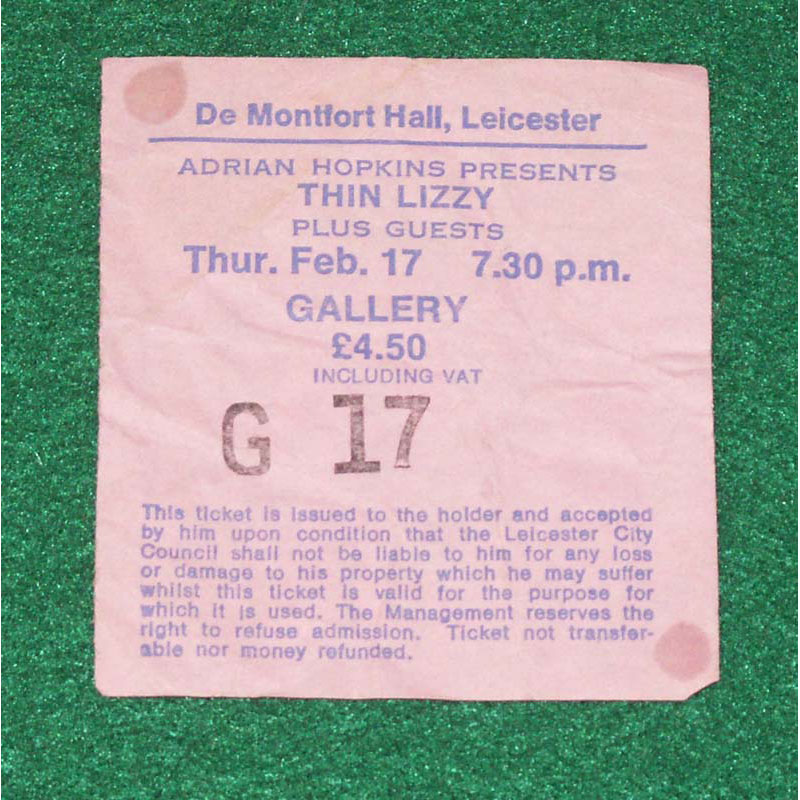 De Montfort Hall, Leicester
ADRIAN HOPKINS PRESENTS
THIN LIZZY
PLUS GUESTS
Thur. Feb. 17 7.30 p.m.
GALLERY
£4.50
INCLUDING VAT
G 17
This ticket is issued to the holder and accepted
by him upon condition that the Leicester City
Council shall not be liable to him for any loss
or damage to his property which he may suffer
whilst this ticket is valid for the purpose for
which it is used. The Management reserves the
right to refuse admission. Ticket not transfer-
able nor money refunded.